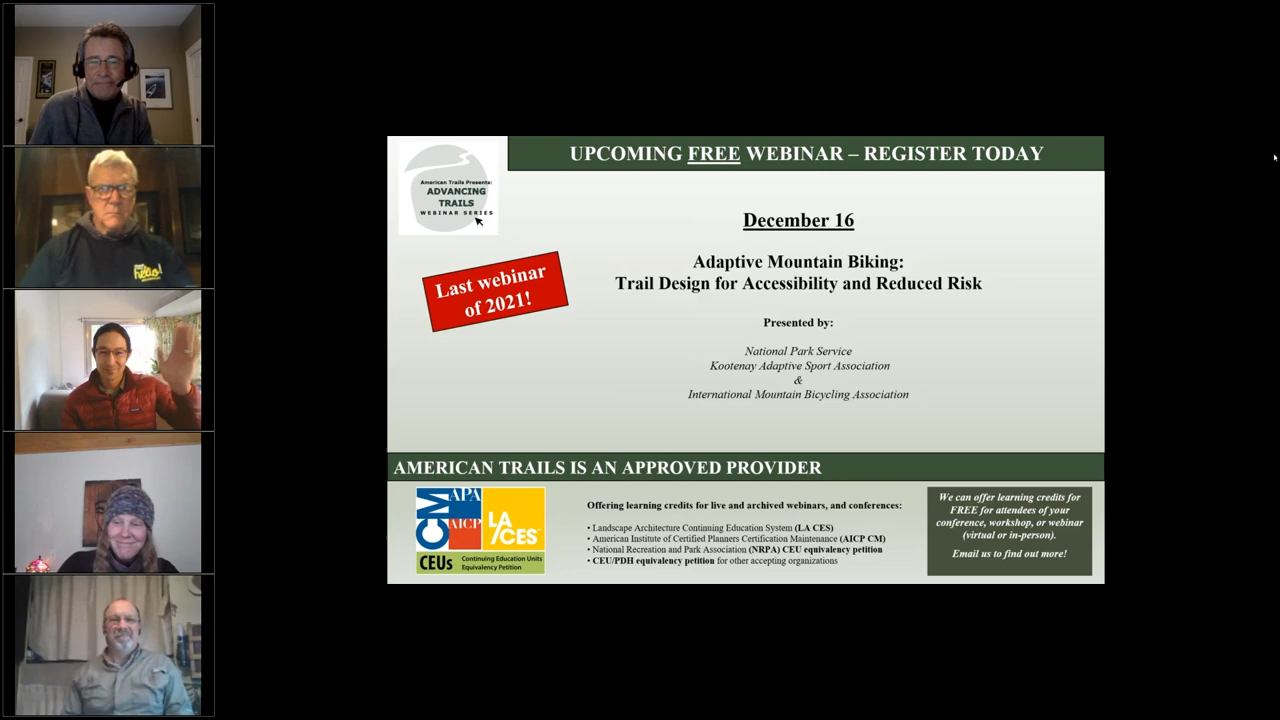 UPCOMING FREE WEBINAR – REGISTER TODAY
American Trails Presents:
ADVANCING
TRAILS
WEBINAR SERIES
December 16
Last webinar
of 2021!
Adaptive Mountain Biking:
Trail Design for Accessibility and Reduced Risk
Presented by:
National Park Service
Kootenay Adaptive Sport Association
&
International Mountain Bicycling Association
AMERICAN TRAILS IS AN APPROVED PROVIDER
CM
APA
AICP
LA
CES
CEUs
Continuing Education Units
Equivalency Petition
Offering learning credits for live and archived webinars, and conferences:
• Landscape Architecture Continuing Education System (LA CES)
• American Institute of Certified Planners Certification Maintenance (AICP CM)
• National Recreation and Park Association (NRPA) CEU equivalency petition
• CEU/PDH equivalency petition for other accepting organizations
We can offer learning credits for
FREE for attendees of your
conference, workshop, or webinar
(virtual or in-person).
Email us to find out more!
hello!